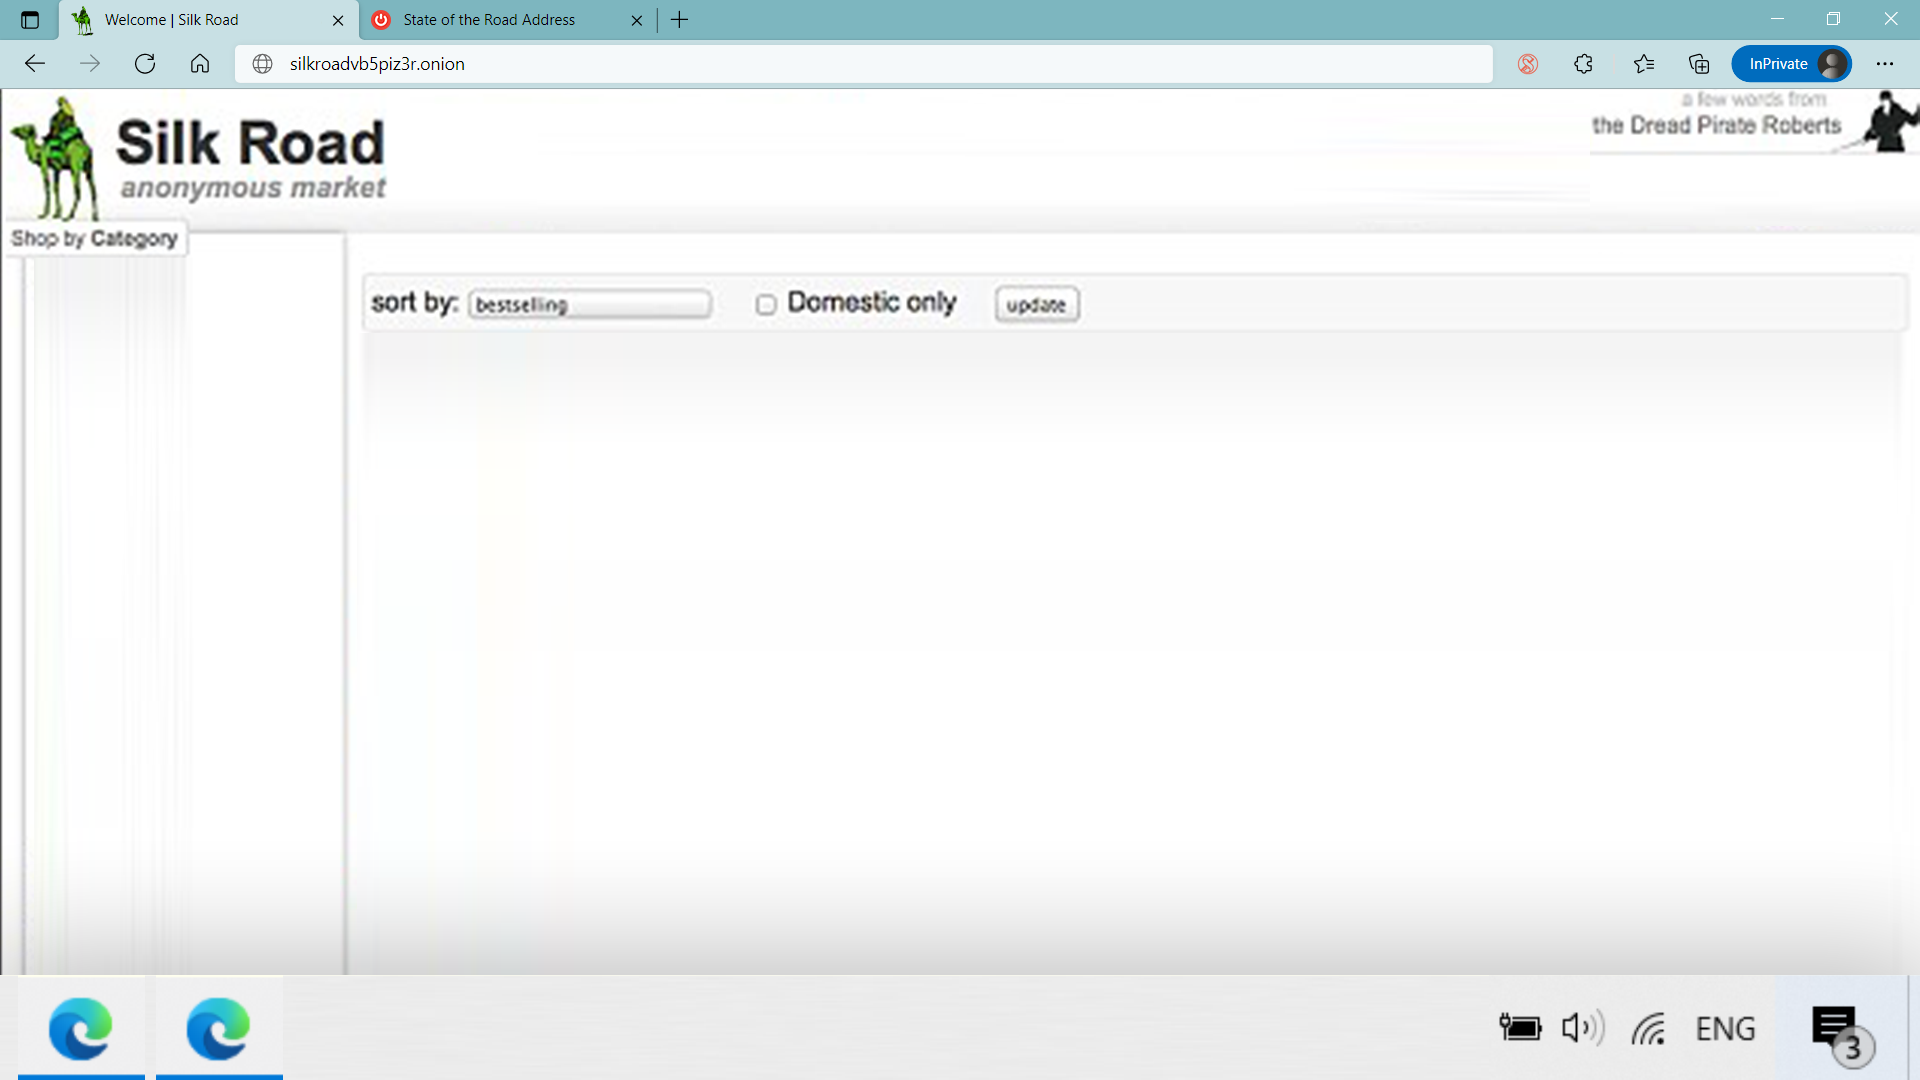 Welcome | Silk Road
State of the Road Address
silkroadvb5piz3r.onion
InPrivate
Silk Road
anonymous market
a few words from
the Dread Pirate Roberts
Shop by Category
sort by: bestselling Domestic only update
ENG
3